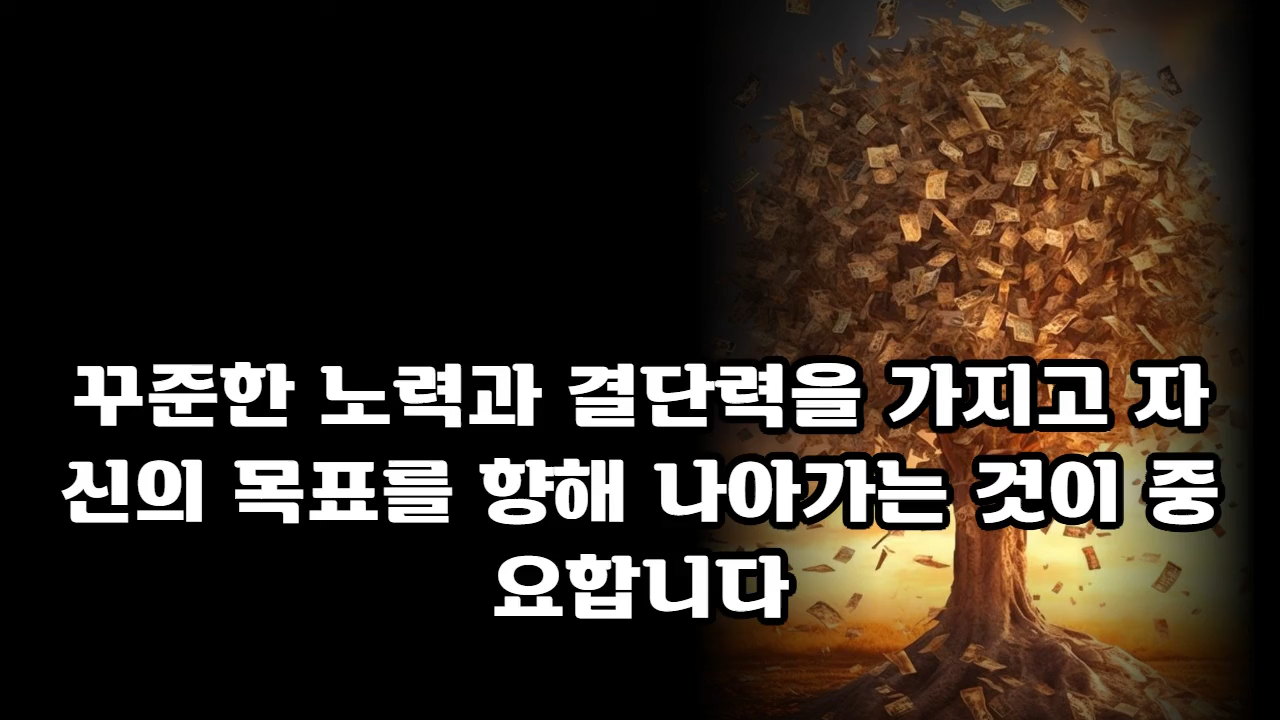 꾸준한 노력과 결단력을 가지고 자
신의 목표를 향해 나아가는 것이 중
요합니다